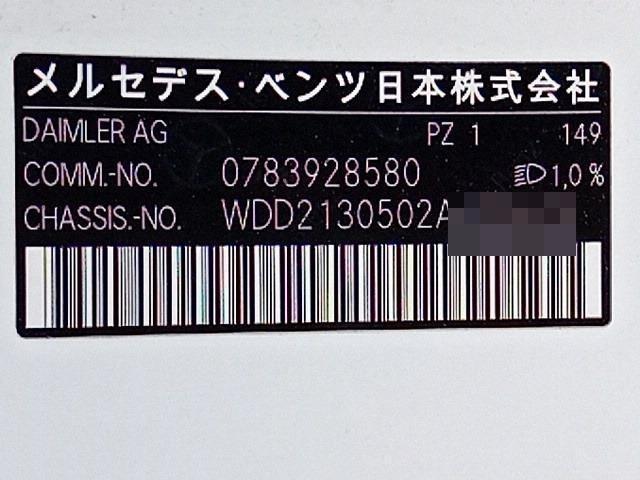 メルセデス・ベンツ日本株式会社
DAIMLER AG PZ 1 149
COMM.-NO. 0783928580 1,0 %
CHASSIS.-NO. WDD2130502A